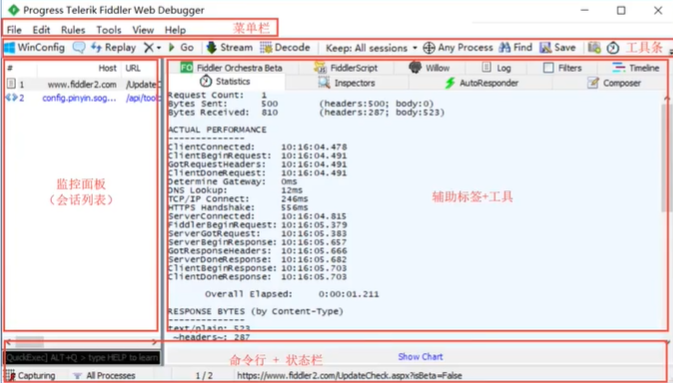 Progress Telerik Fiddler Web Debugger
File Edit Rules Tools View Help
菜单栏
WinConfig Replay Go Stream Decode Keep: All sessions Any Process Find Save
工具条
# Host URL
1 www.fiddler2.com /UpdateC
2 config.pinyin.sog... /api/toolb
监控面板
(会话列表)
FO Fiddler Orchestra Beta FiddlerScript Willow Log Filters Timeline
Statistics Inspectors AutoResponder Composer
Request Count: 1
Bytes Sent: 500 (headers:500; body:0)
Bytes Received: 810 (headers:287; body:523)
ACTUAL PERFORMANCE
--------------
ClientConnected: 10:16:04.478
ClientBeginRequest: 10:16:04.491
GotRequestHeaders: 10:16:04.491
ClientDoneRequest: 10:16:04.491
Determine Gateway: 0ms
DNS Lookup: 12ms
TCP/IP Connect: 246ms
HTTPS Handshake: 556ms
ServerConnected: 10:16:04.815
FiddlerBeginRequest: 10:16:05.379
ServerGotRequest: 10:16:05.383
ServerBeginResponse: 10:16:05.657
GotResponseHeaders: 10:16:05.666
ServerDoneResponse: 10:16:05.682
ClientBeginResponse: 10:16:05.703
ClientDoneResponse: 10:16:05.703
Overall Elapsed: 0:00:01.211
RESPONSE BYTES (by Content-Type)
--------------
text/plain: 523
~headers~: 287
辅助标签+工具
[QuickExec] ALT+Q > type HELP to learn
命令行 + 状态栏
Show Chart
Capturing All Processes 1 / 2 https://www.fiddler2.com/UpdateCheck.aspx?isBeta=False